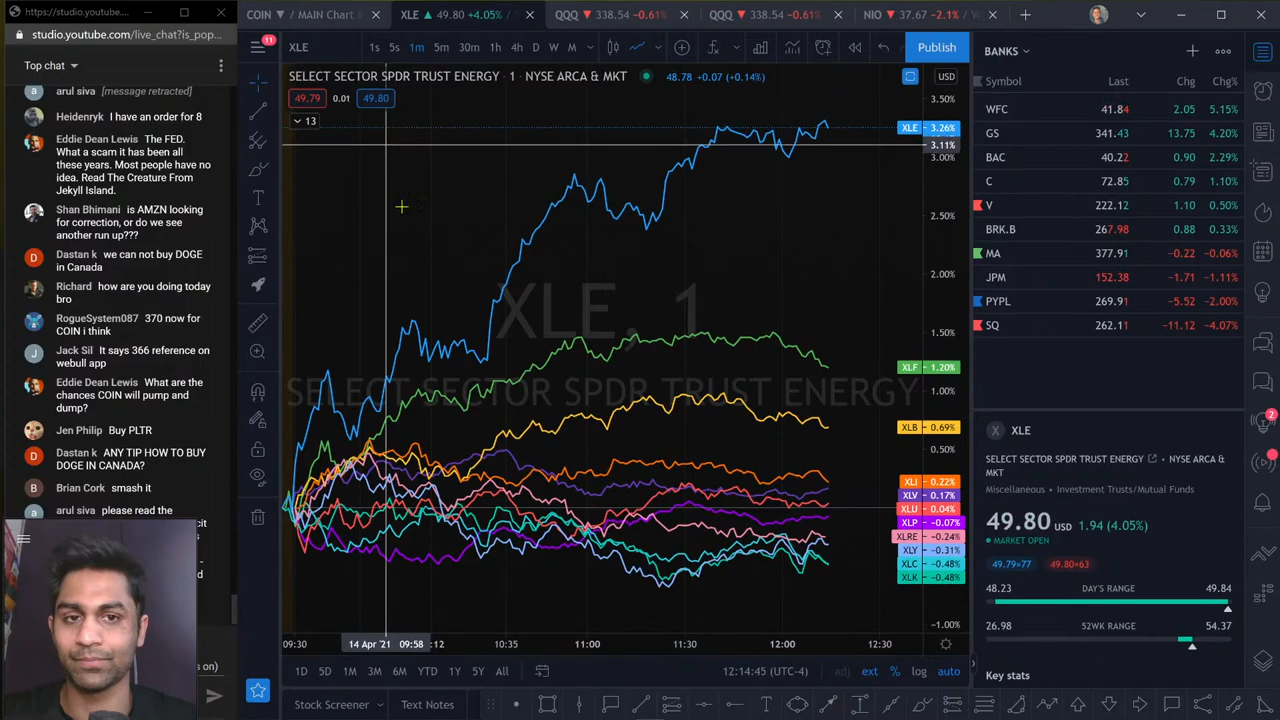 https://studio.youtube...
studio.youtube.com/live_chat?is_pop...
Top chat
arul siva [message retracted]
Heidenryk I have an order for 8
Eddie Dean Lewis The FED.
What a scam it has been all
these years. Most people have no
idea. Read The Creature From
Jekyll Island.
Shan Bhimani is AMZN looking
for correction, or do we see
another run up???
Dastan k we can not buy DOGE
in Canada
Richard how are you doing today
bro
RogueSystem087 370 now for
COIN i think
Jack Sil It says 366 reference on
webull app
Eddie Dean Lewis What are the
chances COIN will pump and
dump?
Jen Philip Buy PLTR
Dastan k ANY TIP HOW TO BUY
DOGE IN CANADA?
Brian Cork smash it
arul siva please read the
COIN / MAIN Chart
XLE 49.80 +4.05% /
QQQ 338.54 −0.61%
QQQ 338.54 −0.61%
NIO 37.67 −2.1% /
XLE
1s 5s 1m 5m 30m 1h 4h D W M
Publish
SELECT SECTOR SPDR TRUST ENERGY · 1 · NYSE ARCA & MKT 48.78 +0.07 (+0.14%)
USD
49.79 0.01 49.80
13
XLE, 1
SELECT SECTOR SPDR TRUST ENERGY
3.50%
XLE 3.26%
3.11%
3.00%
2.50%
2.00%
1.50%
XLF 1.20%
1.00%
XLB 0.69%
0.50%
XLI 0.22%
XLV 0.17%
XLU 0.04%
XLP −0.07%
XLRE −0.24%
XLY −0.31%
XLC −0.48%
XLK −0.48%
−1.00%
09:30 14 Apr '21 09:58 :12 10:35 11:00 11:30 12:00 12:30
1D 5D 1M 3M 6M YTD 1Y 5Y All
12:14:45 (UTC-4) adj ext % log auto
Stock Screener Text Notes
BANKS
Symbol Last Chg Chg%
WFC 41.84 2.05 5.15%
GS 341.43 13.75 4.20%
BAC 40.22 0.90 2.29%
C 72.85 0.79 1.10%
V 222.12 1.10 0.50%
BRK.B 267.98 0.88 0.33%
MA 377.91 −0.22 −0.06%
JPM 152.38 −1.71 −1.11%
PYPL 269.91 −5.52 −2.00%
SQ 262.11 −11.12 −4.07%
X XLE
SELECT SECTOR SPDR TRUST ENERGY · NYSE ARCA &
MKT
Miscellaneous · Investment Trusts/Mutual Funds
49.80 USD 1.94 (4.05%)
MARKET OPEN
49.79×77 49.80×63
48.23 DAY'S RANGE 49.84
26.98 52WK RANGE 54.37
Key stats
2